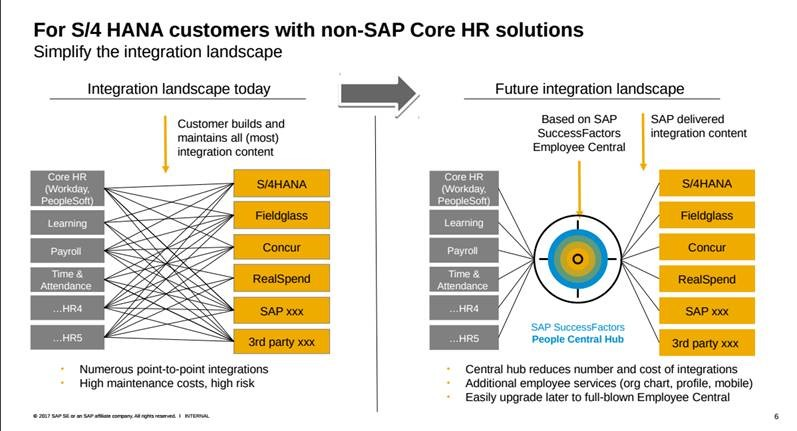 For S/4 HANA customers with non-SAP Core HR solutions
Simplify the integration landscape
Integration landscape today
Customer builds and
maintains all (most)
integration content
Core HR
(Workday,
PeopleSoft)
Learning
Payroll
Time &
Attendance
…HR4
…HR5
S/4HANA
Fieldglass
Concur
RealSpend
SAP xxx
3rd party xxx
• Numerous point-to-point integrations
• High maintenance costs, high risk
Future integration landscape
Based on SAP
SuccessFactors
Employee Central
SAP delivered
integration content
Core HR
(Workday,
PeopleSoft)
Learning
Payroll
Time &
Attendance
…HR4
…HR5
SAP SuccessFactors
People Central Hub
S/4HANA
Fieldglass
Concur
RealSpend
SAP xxx
3rd party xxx
• Central hub reduces number and cost of integrations
• Additional employee services (org chart, profile, mobile)
• Easily upgrade later to full-blown Employee Central
© 2017 SAP SE or an SAP affiliate company. All rights reserved. | INTERNAL
6